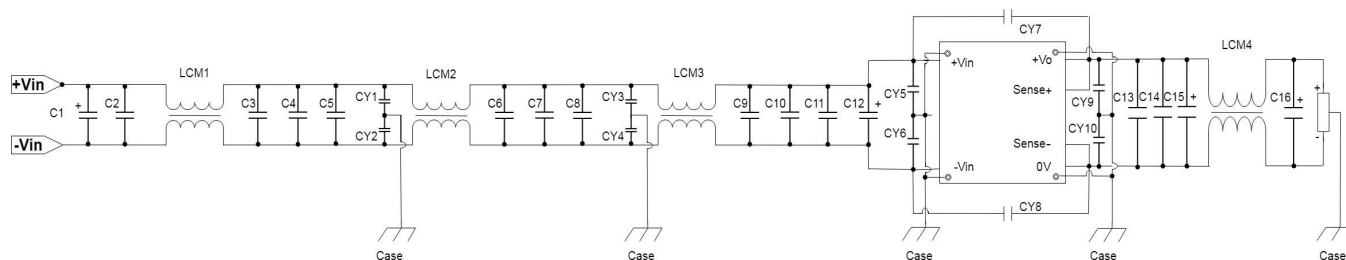 +Vin
-Vin
C1
+
C2
LCM1
C3
C4
C5
CY1
CY2
Case
LCM2
C6
C7
C8
CY3
CY4
Case
LCM3
C9
C10
C11
C12
+
CY7
CY5
CY6
+Vin
-Vin
+Vo
Sense+
Sense-
0V
CY8
Case
CY9
CY10
Case
C13
C14
C15
+
LCM4
C16
+
+
-
Case